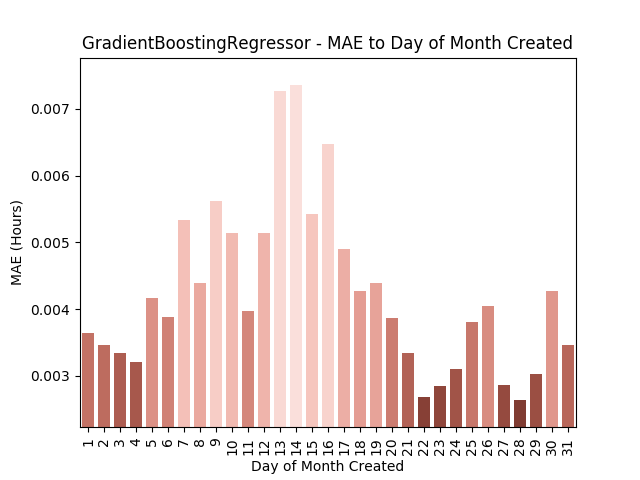 GradientBoostingRegressor - MAE to Day of Month Created
0.007
0.006
0.005
0.004
0.003
MAE (Hours)
1 2 3 4 5 6 7 8 9 10 11 12 13 14 15 16 17 18 19 20 21 22 23 24 25 26 27 28 29 30 31
Day of Month Created